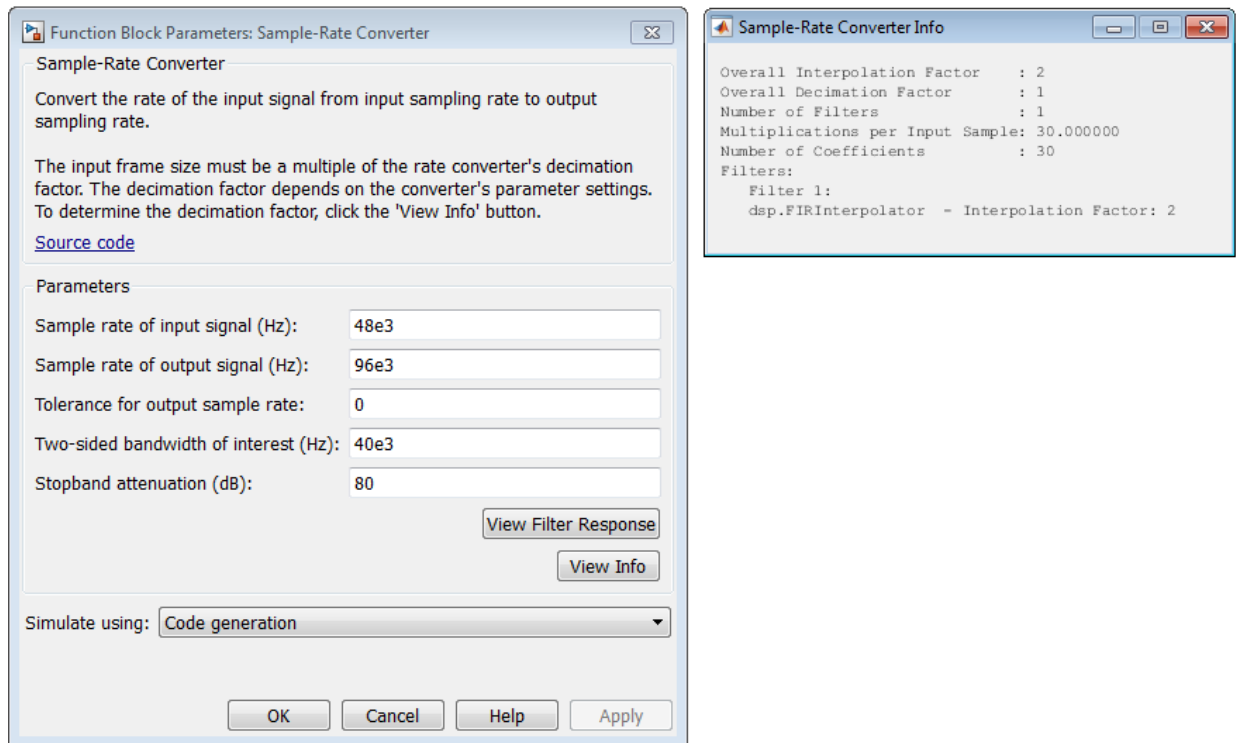 Function Block Parameters: Sample-Rate Converter
Sample-Rate Converter
Convert the rate of the input signal from input sampling rate to output
sampling rate.
The input frame size must be a multiple of the rate converter's decimation
factor. The decimation factor depends on the converter's parameter settings.
To determine the decimation factor, click the 'View Info' button.
Source code
Parameters
Sample rate of input signal (Hz): 48e3
Sample rate of output signal (Hz): 96e3
Tolerance for output sample rate: 0
Two-sided bandwidth of interest (Hz): 40e3
Stopband attenuation (dB): 80
View Filter Response
View Info
Simulate using: Code generation
OK Cancel Help Apply
Sample-Rate Converter Info
Overall Interpolation Factor : 2
Overall Decimation Factor : 1
Number of Filters : 1
Multiplications per Input Sample: 30.000000
Number of Coefficients : 30
Filters:
Filter 1:
dsp.FIRInterpolator - Interpolation Factor: 2